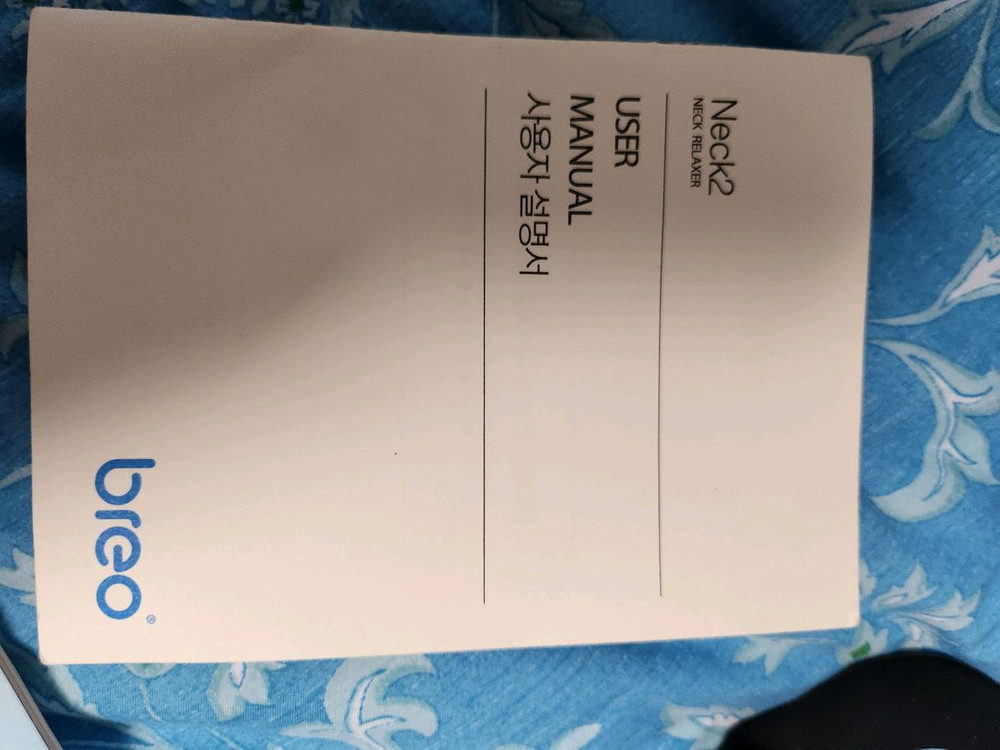 Neck2
NECK RELAXER
USER
MANUAL
사용자 설명서
breo®